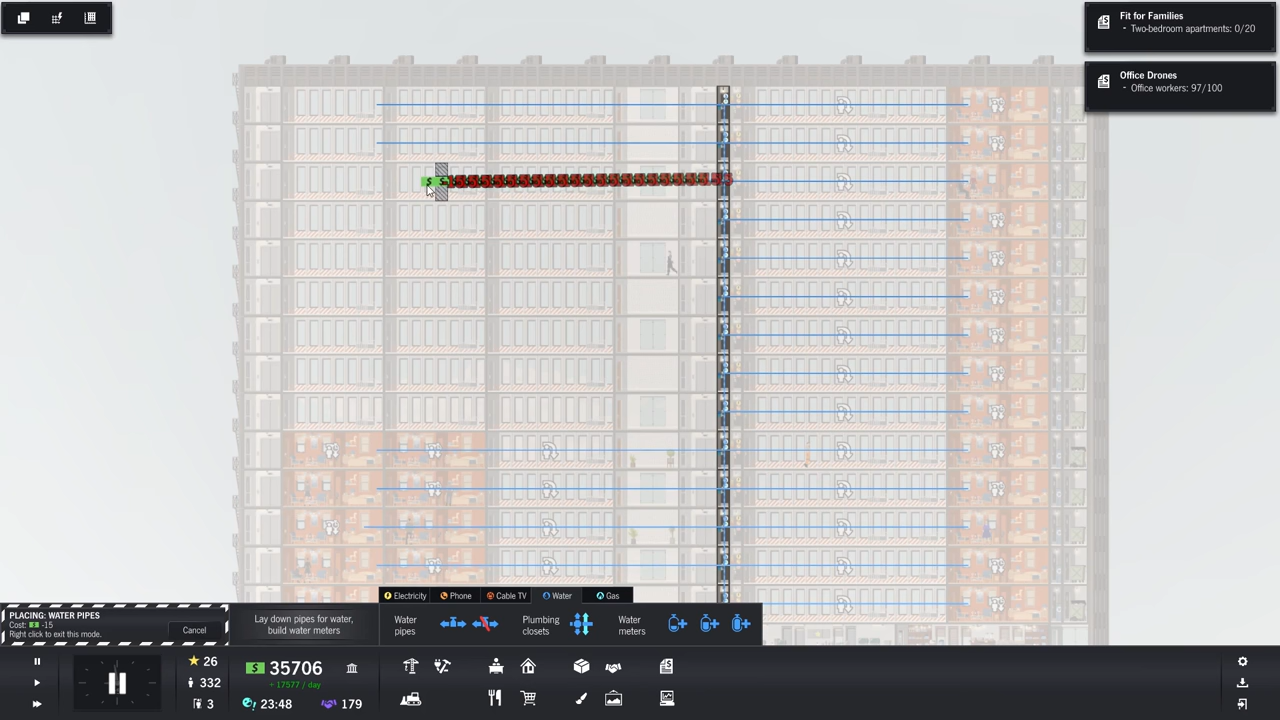 Fit for Families
- Two-bedroom apartments: 0/20
Office Drones
- Office workers: 97/100
Electricity
Phone
Cable TV
Water
Gas
PLACING: WATER PIPES
Cost: -15
Right click to exit this mode.
Cancel
Lay down pipes for water, build water meters
Water pipes
Plumbing closets
Water meters
26
332
3
35706
+ 17577 / day
23:48
179